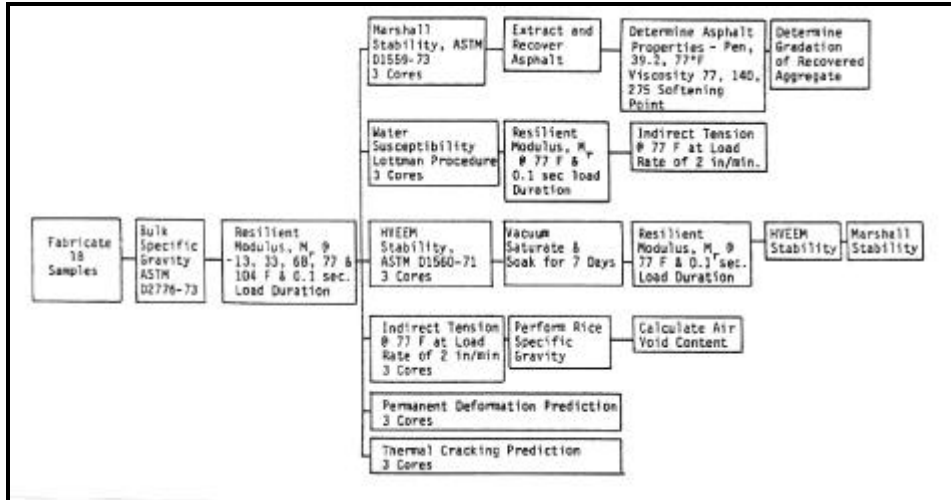 Fabricate
18
Samples
Bulk
Specific
Gravity
ASTM
D2776-73
Resilient
Modulus, Mr @
-13, 33, 68, 77 &
104 F & 0.1 sec.
Load Duration
Marshall
Stability, ASTM
D1559-73
3 Cores
Extract and
Recover
Asphalt
Determine Asphalt
Properties - Pen,
39.2, 77°F
Viscosity 77, 140,
275 Softening
Point
Determine
Gradation
of Recovered
Aggregate
Water
Susceptibility
Lottman Procedure
3 Cores
Resilient
Modulus, Mr
@ 77 F &
0.1 sec load
Duration
Indirect Tension
@ 77 F at Load
Rate of 2 in/min.
HVEEM
Stability,
ASTM D1560-71
3 Cores
Vacuum
Saturate &
Soak for 7 Days
Resilient
Modulus, Mr @
77 F & 0.1 sec.
Load Duration
HVEEM
Stability
Marshall
Stability
Indirect Tension
@ 77 F at Load
Rate of 2 in/min
3 Cores
Perform Rice
Specific
Gravity
Calculate Air
Void Content
Permanent Deformation Prediction
3 Cores
Thermal Cracking Prediction
3 Cores